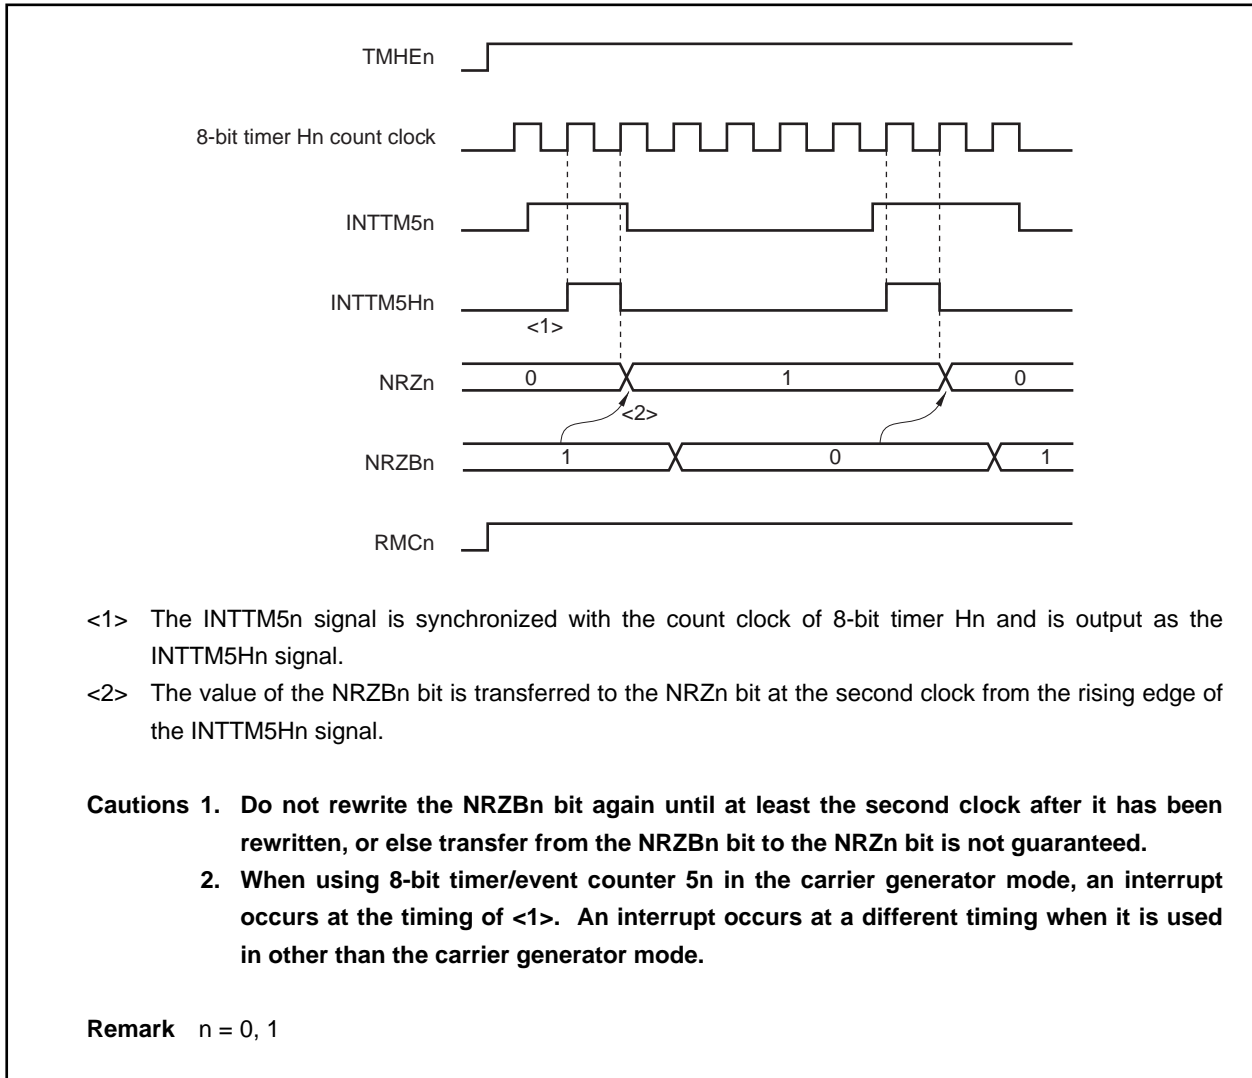 TMHEn
8-bit timer Hn count clock
INTTM5n
INTTM5Hn
<1>
NRZn 0 1 0
<2>
NRZBn 1 0 1
RMCn
<1> The INTTM5n signal is synchronized with the count clock of 8-bit timer Hn and is output as the
INTTM5Hn signal.
<2> The value of the NRZBn bit is transferred to the NRZn bit at the second clock from the rising edge of
the INTTM5Hn signal.
Cautions 1. Do not rewrite the NRZBn bit again until at least the second clock after it has been
rewritten, or else transfer from the NRZBn bit to the NRZn bit is not guaranteed.
2. When using 8-bit timer/event counter 5n in the carrier generator mode, an interrupt
occurs at the timing of <1>. An interrupt occurs at a different timing when it is used
in other than the carrier generator mode.
Remark n = 0, 1